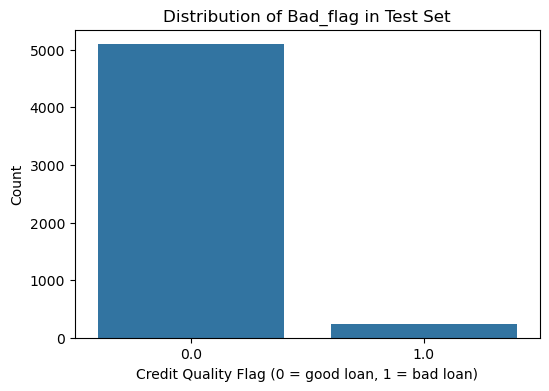 Distribution of Bad_flag in Test Set
5000
4000
3000
2000
1000
0
Count
0.0
1.0
Credit Quality Flag (0 = good loan, 1 = bad loan)